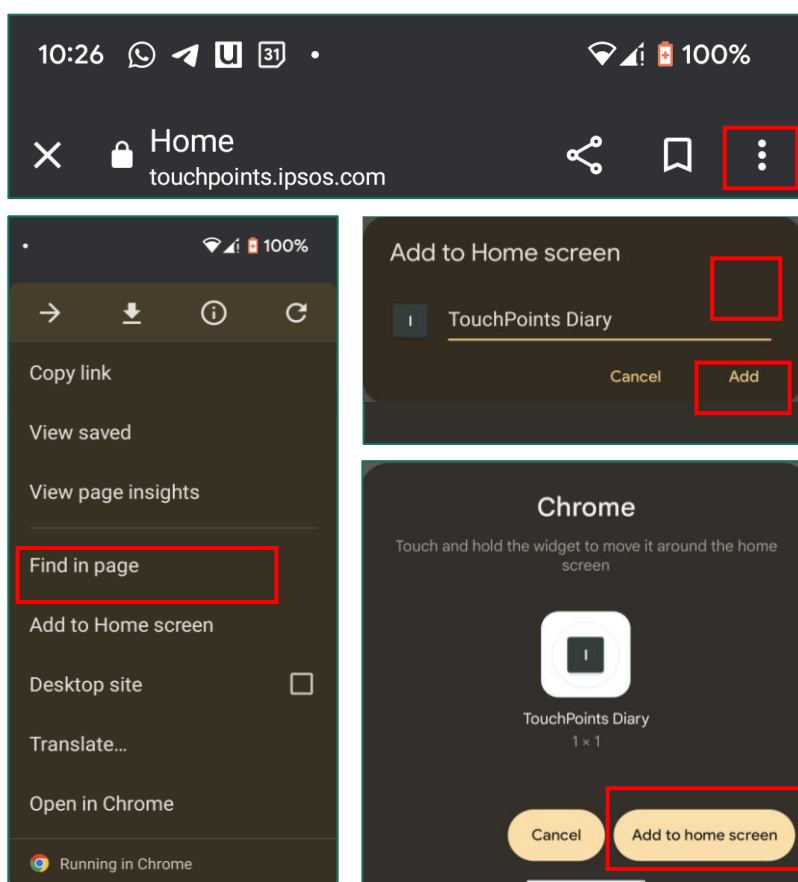 10:26 31 100%
Home
touchpoints.ipsos.com
100%
Copy link
View saved
View page insights
Find in page
Add to Home screen
Desktop site
Translate...
Open in Chrome
Running in Chrome
Add to Home screen
I TouchPoints Diary
Cancel Add
Chrome
Touch and hold the widget to move it around the home
screen
I
TouchPoints Diary
1 × 1
Cancel Add to home screen